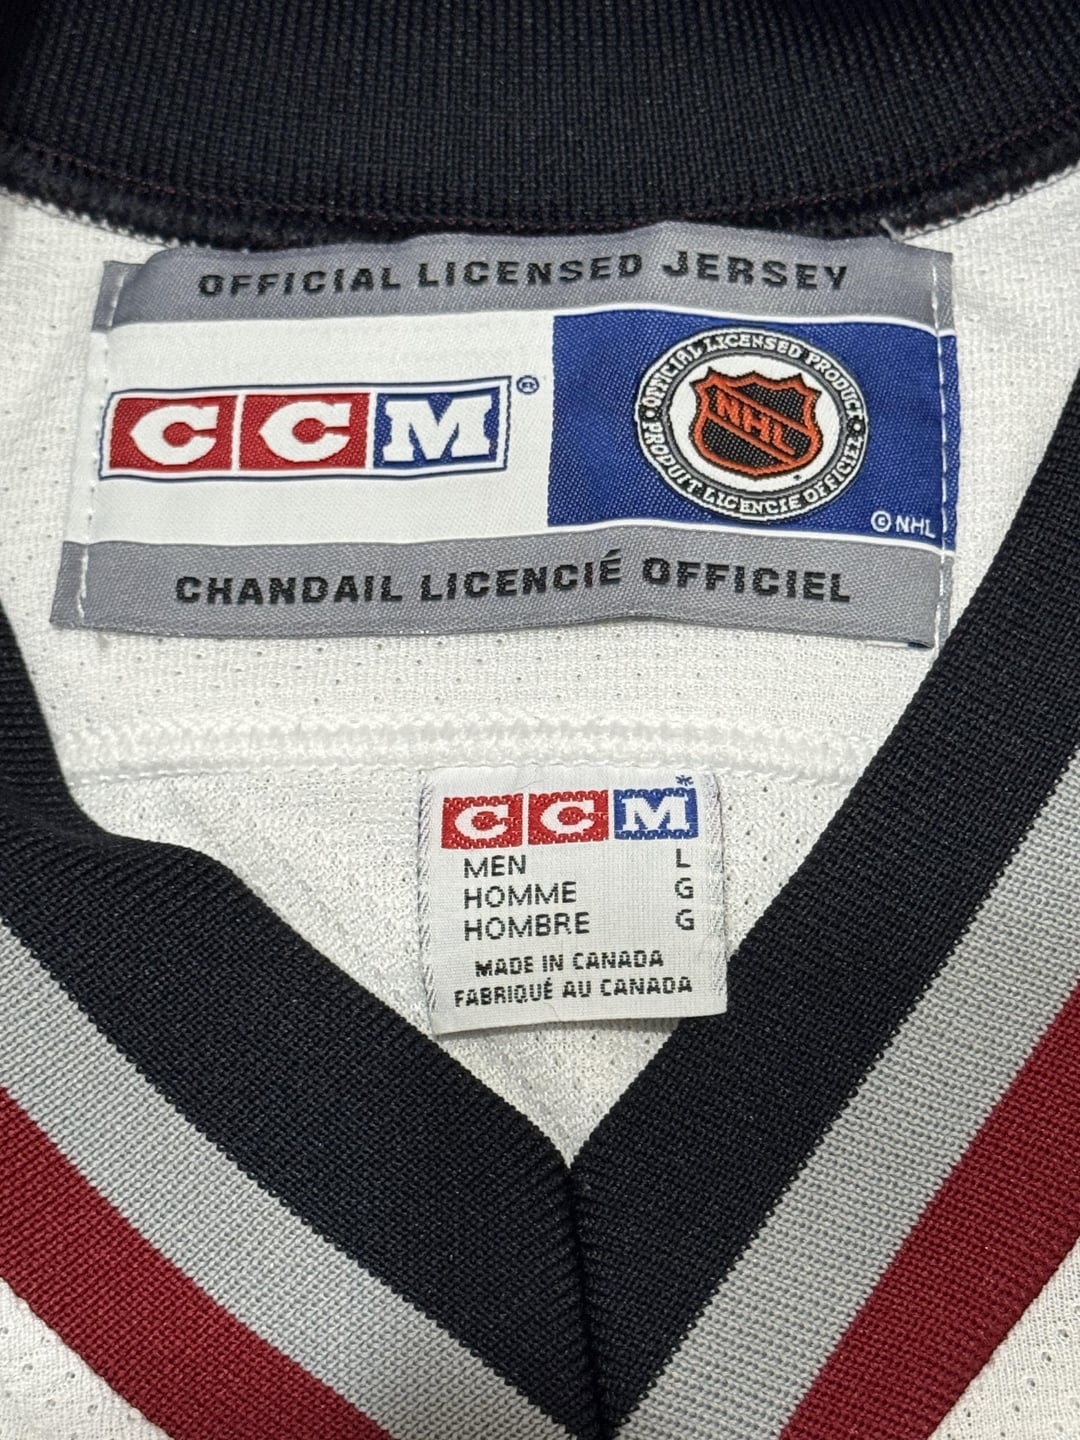 OFFICIAL LICENSED JERSEY
CCM ®
OFFICIAL LICENSED PRODUCT
NHL
PRODUIT LICENCIE OFFICIEL
© NHL
CHANDAIL LICENCIÉ OFFICIEL
CCM*
MEN L
HOMME G
HOMBRE G
MADE IN CANADA
FABRIQUÉ AU CANADA